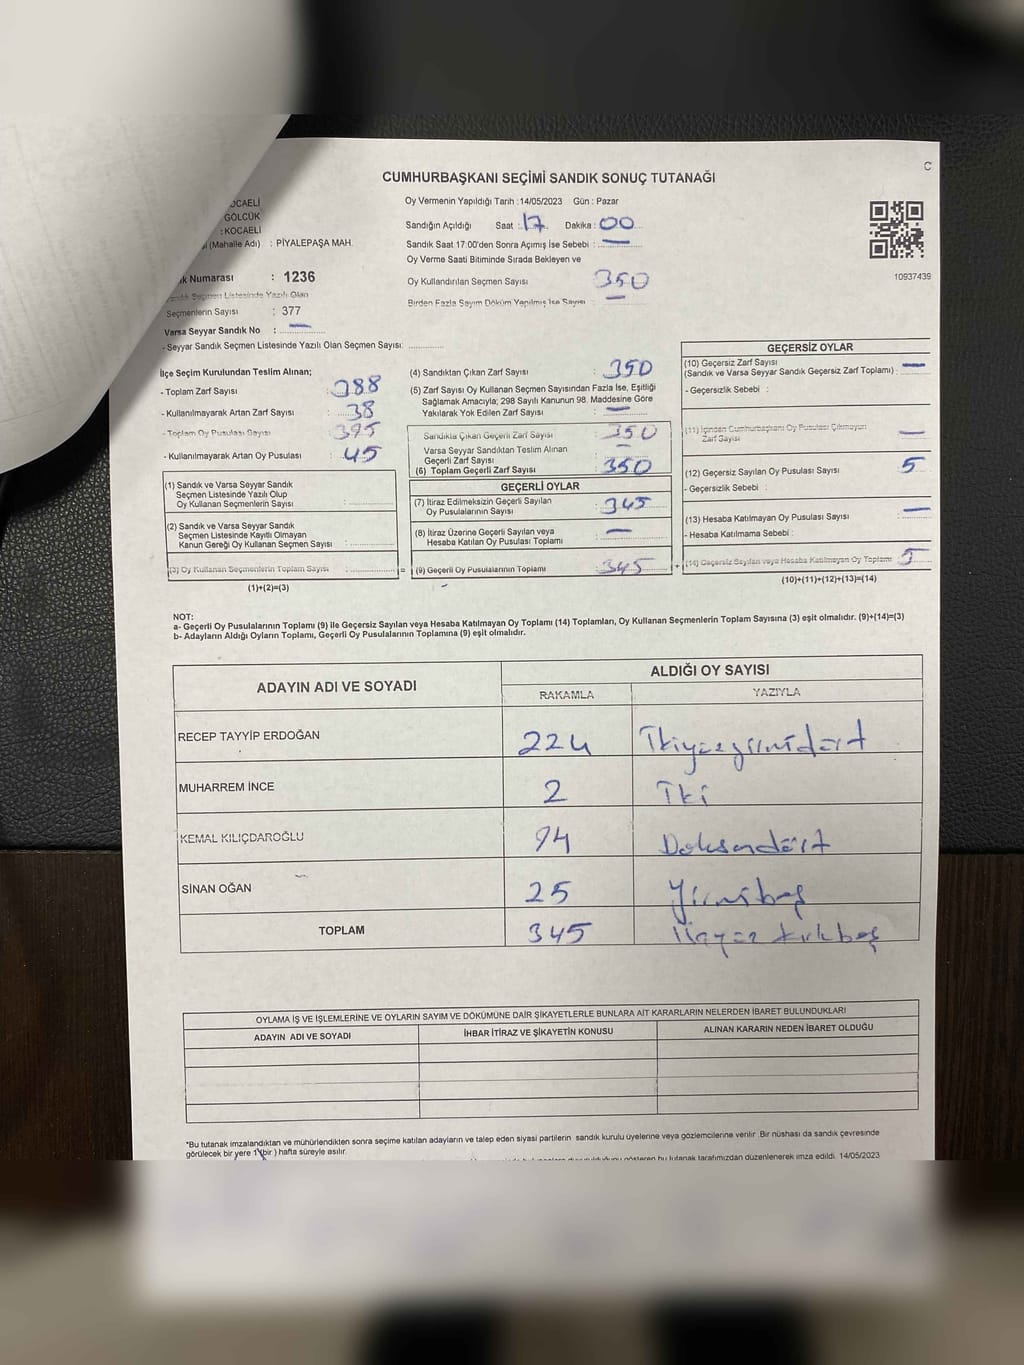 C
CUMHURBAŞKANI SEÇİMİ SANDIK SONUÇ TUTANAĞI
OCAELİ
GÖLCÜK
: KOCAELİ
(Mahalle Adı) : PİYALEPAŞA MAH.
k Numarası : 1236
Seçmen Listesinde Yazılı Olan
Seçmenlerin Sayısı : 377
Varsa Seyyar Sandık No : —
- Seyyar Sandık Seçmen Listesinde Yazılı Olan Seçmen Sayısı:
Oy Vermenin Yapıldığı Tarih :14/05/2023 Gün : Pazar
Sandığın Açıldığı Saat : 17 Dakika : 00
Sandık Saat 17:00'den Sonra Açımış İse Sebebi : —
Oy Verme Saati Bitiminde Sırada Bekleyen ve
Oy Kullandırılan Seçmen Sayısı : 350
Birden Fazla Sayım Döküm Yapılmış İse Sayısı : —
10937439
İlçe Seçim Kurulundan Teslim Alınan;
- Toplam Zarf Sayısı : 388
- Kullanılmayarak Artan Zarf Sayısı : 38
- Toplam Oy Pusulası Sayısı : 395
- Kullanılmayarak Artan Oy Pusulası : 45
(1) Sandık ve Varsa Seyyar Sandık
Seçmen Listesinde Yazılı Olup
Oy Kullanan Seçmenlerin Sayısı :
(2) Sandık ve Varsa Seyyar Sandık
Seçmen Listesinde Kayıtlı Olmayan
Kanun Gereği Oy Kullanan Seçmen Sayısı :
(3) Oy Kullanan Seçmenlerin Toplam Sayısı :
=
(1)+(2)=(3)
(4) Sandıktan Çıkan Zarf Sayısı : 350
(5) Zarf Sayısı Oy Kullanan Seçmen Sayısından Fazla İse, Eşitliği
Sağlamak Amacıyla; 298 Sayılı Kanunun 98. Maddesine Göre
Yakılarak Yok Edilen Zarf Sayısı : —
Sandıkta Çıkan Geçerli Zarf Sayısı : 350
Varsa Seyyar Sandıktan Teslim Alınan
Geçerli Zarf Sayısı : —
(6) Toplam Geçerli Zarf Sayısı : 350
GEÇERLİ OYLAR
(7) İtiraz Edilmeksizin Geçerli Sayılan
Oy Pusulalarının Sayısı : 345
(8) İtiraz Üzerine Geçerli Sayılan veya
Hesaba Katılan Oy Pusulası Toplamı : —
(9) Geçerli Oy Pusulalarının Toplamı : 345
+
GEÇERSİZ OYLAR
(10) Geçersiz Zarf Sayısı
(Sandık ve Varsa Seyyar Sandık Geçersiz Zarf Toplamı) : —
- Geçersizlik Sebebi :
(11) İçinden Cumhurbaşkanı Oy Pusulası Çıkmayan
Zarf Sayısı : —
(12) Geçersiz Sayılan Oy Pusulası Sayısı : 5
- Geçersizlik Sebebi :
(13) Hesaba Katılmayan Oy Pusulası Sayısı : —
- Hesaba Katılmama Sebebi :
(14) Geçersiz Sayılan veya Hesaba Katılmayan Oy Toplamı : 5
(10)+(11)+(12)+(13)=(14)
NOT:
a- Geçerli Oy Pusulalarının Toplamı (9) ile Geçersiz Sayılan veya Hesaba Katılmayan Oy Toplamı (14) Toplamları, Oy Kullanan Seçmenlerin Toplam Sayısına (3) eşit olmalıdır. (9)+(14)=(3)
b- Adayların Aldığı Oyların Toplamı, Geçerli Oy Pusulalarının Toplamına (9) eşit olmalıdır.
ADAYIN ADI VE SOYADI ALDIĞI OY SAYISI
RAKAMLA YAZIYLA
RECEP TAYYİP ERDOĞAN 224 İkiyüzyirmidört
MUHARREM İNCE 2 İki
KEMAL KILIÇDAROĞLU 94 Doksandört
SİNAN OĞAN 25 Yirmibeş
TOPLAM 345 kırkbeş
OYLAMA İŞ VE İŞLEMLERİNE VE OYLARIN SAYIM VE DÖKÜMÜNE DAİR ŞİKAYETLERLE BUNLARA AİT KARARLARIN NELERDEN İBARET BULUNDUKLARI
ADAYIN ADI VE SOYADI İHBAR İTİRAZ VE ŞİKAYETİN KONUSU ALINAN KARARIN NEDEN İBARET OLDUĞU
*Bu tutanak imzalandıktan ve mühürlendikten sonra seçime katılan adayların ve talep eden siyasi partilerin sandık kurulu üyelerine veya gözlemcilerine verilir .Bir nüshası da sandık çevresinde
görülecek bir yere 1 (bir ) hafta süreyle asılır.
gösteren bu tutanak tarafımızdan düzenlenerek imza edildi. 14/05/2023